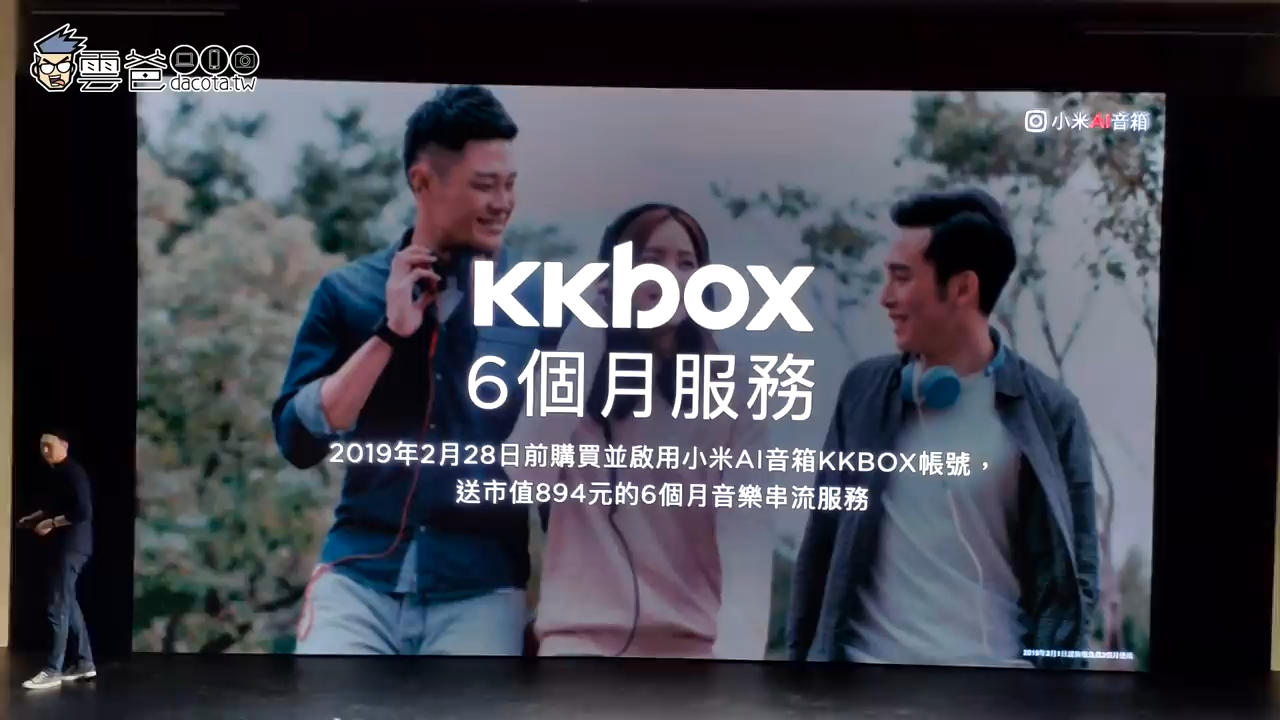 雲爸
dacota.tw
小米AI音箱
KKBOX
6個月服務
2019年2月28日前購買並啟用小米AI音箱KKBOX帳號，
送市值894元的6個月音樂串流服務